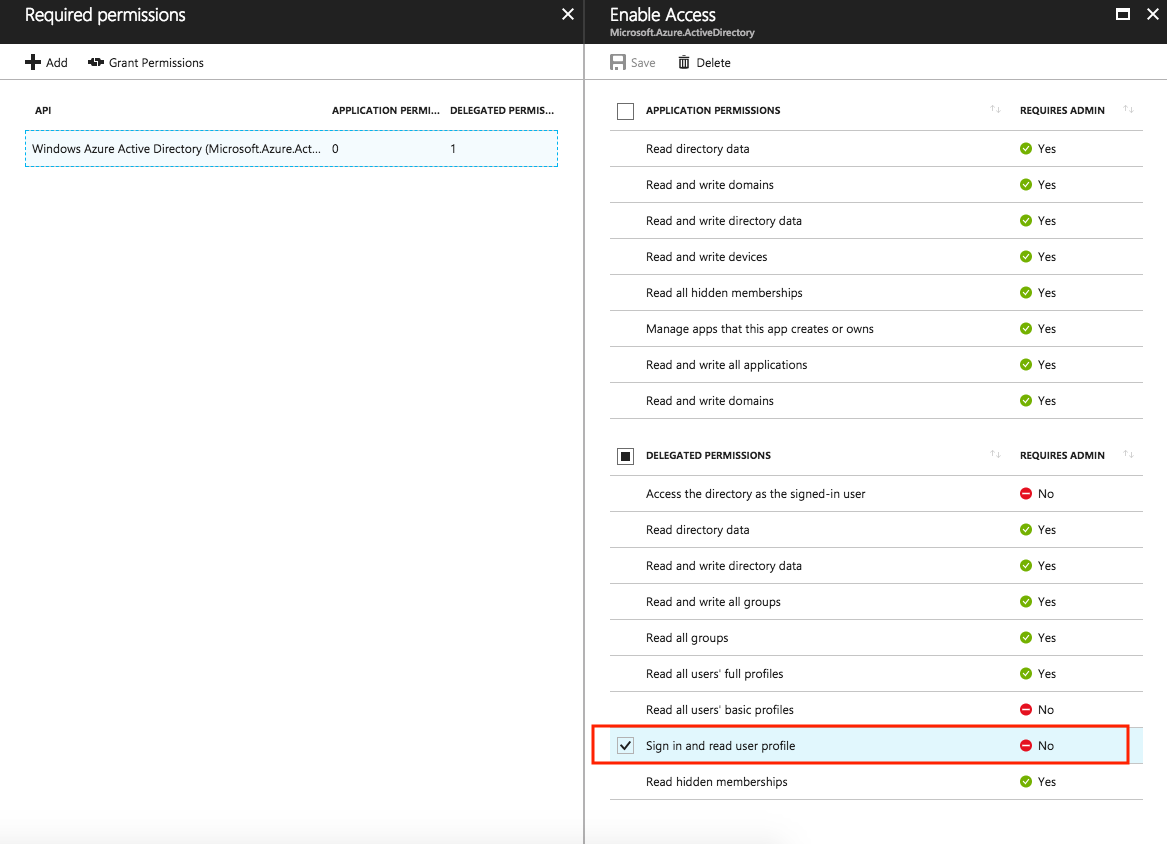 Required permissions
Add Grant Permissions
API APPLICATION PERMI... DELEGATED PERMIS...
Windows Azure Active Directory (Microsoft.Azure.Act... 0 1
Enable Access
Microsoft.Azure.ActiveDirectory
Save Delete
APPLICATION PERMISSIONS REQUIRES ADMIN
Read directory data Yes
Read and write domains Yes
Read and write directory data Yes
Read and write devices Yes
Read all hidden memberships Yes
Manage apps that this app creates or owns Yes
Read and write all applications Yes
Read and write domains Yes
DELEGATED PERMISSIONS REQUIRES ADMIN
Access the directory as the signed-in user No
Read directory data Yes
Read and write directory data Yes
Read and write all groups Yes
Read all groups Yes
Read all users' full profiles Yes
Read all users' basic profiles No
Sign in and read user profile No
Read hidden memberships Yes